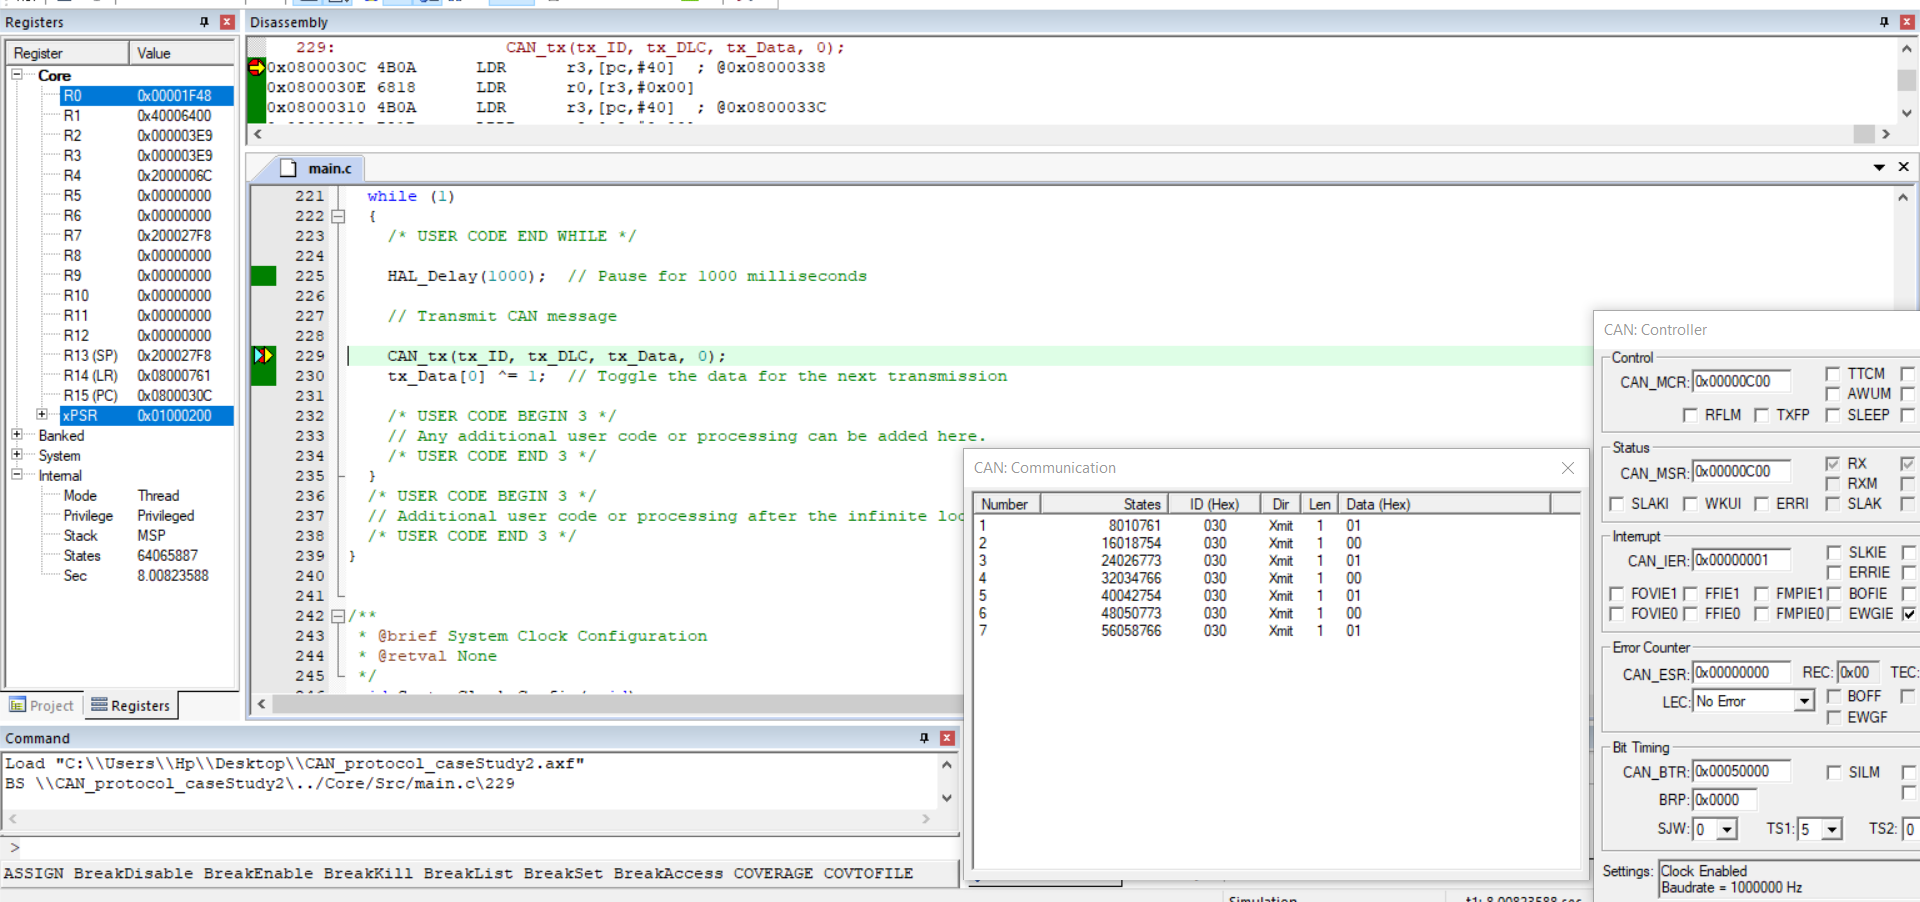 Registers
Register Value
Core
R0 0x00001F48
R1 0x40006400
R2 0x000003E9
R3 0x000003E9
R4 0x2000006C
R5 0x00000000
R6 0x00000000
R7 0x200027F8
R8 0x00000000
R9 0x00000000
R10 0x00000000
R11 0x00000000
R12 0x00000000
R13 (SP) 0x200027F8
R14 (LR) 0x08000761
R15 (PC) 0x0800030C
xPSR 0x01000200
Banked
System
Internal
Mode Thread
Privilege Privileged
Stack MSP
States 64065887
Sec 8.00823588
Project Registers
Disassembly
229: CAN_tx(tx_ID, tx_DLC, tx_Data, 0);
0x0800030C 4B0A LDR r3,[pc,#40] ; @0x08000338
0x0800030E 6818 LDR r0,[r3,#0x00]
0x08000310 4B0A LDR r3,[pc,#40] ; @0x0800033C
main.c
221 while (1)
222 {
223 /* USER CODE END WHILE */
224
225 HAL_Delay(1000); // Pause for 1000 milliseconds
226
227 // Transmit CAN message
228
229 CAN_tx(tx_ID, tx_DLC, tx_Data, 0);
230 tx_Data[0] ^= 1; // Toggle the data for the next transmission
231
232 /* USER CODE BEGIN 3 */
233 // Any additional user code or processing can be added here.
234 /* USER CODE END 3 */
235 }
236 /* USER CODE BEGIN 3 */
237 // Additional user code or processing after the infinite loo
238 /* USER CODE END 3 */
239 }
240
241
242 /**
243 * @brief System Clock Configuration
244 * @retval None
245 */
Command
Load "C:\\Users\\Hp\\Desktop\\CAN_protocol_caseStudy2.axf"
BS \\CAN_protocol_caseStudy2\../Core/Src/main.c\229
>
ASSIGN BreakDisable BreakEnable BreakKill BreakList BreakSet BreakAccess COVERAGE COVTOFILE
CAN: Communication
Number States ID (Hex) Dir Len Data (Hex)
1 8010761 030 Xmit 1 01
2 16018754 030 Xmit 1 00
3 24026773 030 Xmit 1 01
4 32034766 030 Xmit 1 00
5 40042754 030 Xmit 1 01
6 48050773 030 Xmit 1 00
7 56058766 030 Xmit 1 01
CAN: Controller
Control
CAN_MCR: 0x00000C00 TTCM
AWUM
RFLM TXFP SLEEP
Status
CAN_MSR: 0x00000C00 RX
RXM
SLAKI WKUI ERRI SLAK
Interrupt
CAN_IER: 0x00000001 SLKIE
ERRIE
FOVIE1 FFIE1 FMPIE1 BOFIE
FOVIE0 FFIE0 FMPIE0 EWGIE
Error Counter
CAN_ESR: 0x00000000 REC: 0x00 TEC:
LEC: No Error BOFF
EWGF
Bit Timing
CAN_BTR: 0x00050000 SILM
BRP: 0x0000
SJW: 0 TS1: 5 TS2: 0
Settings: Clock Enabled
Baudrate = 1000000 Hz
Simulation t1: 8.00823588 sec